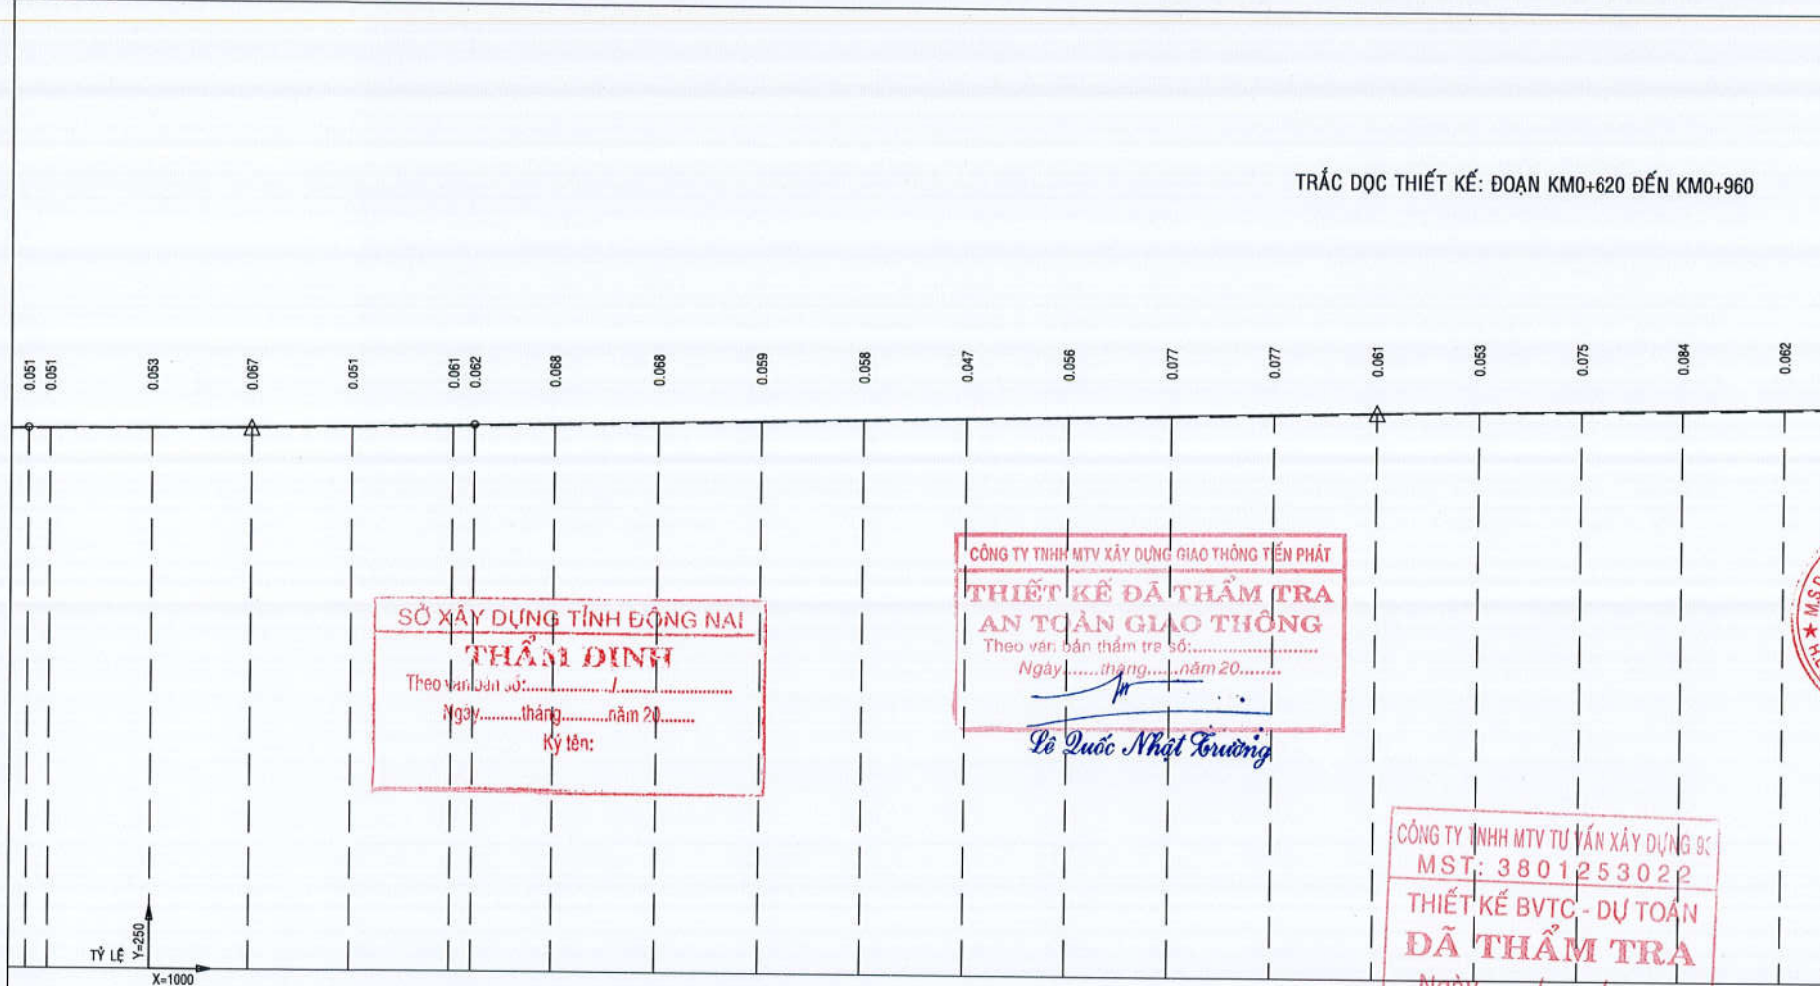 TRẮC DỌC THIẾT KẾ: ĐOẠN KM0+620 ĐẾN KM0+960
0.051
0.051
0.053
0.067
0.051
0.061
0.062
0.068
0.068
0.059
0.058
0.047
0.056
0.077
0.077
0.061
0.053
0.075
0.084
0.062
SỞ XÂY DỰNG TỈNH ĐỒNG NAI
THẨM ĐỊNH
Theo văn bản số:................/......................
Ngày........tháng.........năm 20.......
Ký tên:
CÔNG TY TNHH MTV XÂY DỰNG GIAO THÔNG TIẾN PHÁT
THIẾT KẾ ĐÃ THẨM TRA
AN TOÀN GIAO THÔNG
Theo văn bản thẩm tra số:......................
Ngày.......tháng......năm 20........
Lê Quốc Nhật Trường
CÔNG TY TNHH MTV TƯ VẤN XÂY DỰNG
MST: 3801253022
THIẾT KẾ BVTC - DỰ TOÁN
ĐÃ THẨM TRA
TỶ LỆ
Y=250
X=1000